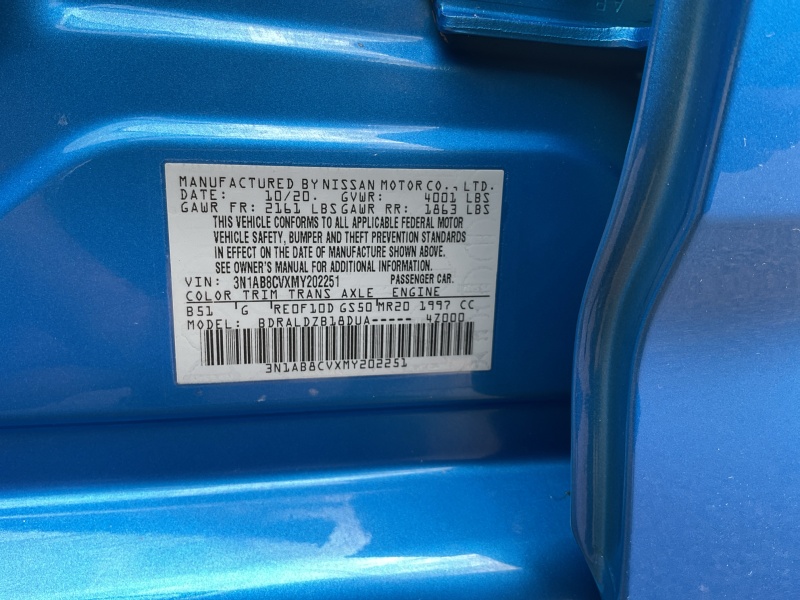 MANUFACTURED BY NISSAN MOTOR CO., LTD.
DATE: 10/20. GVWR: 4001 LBS
GAWR FR: 2161 LBS GAWR RR: 1863 LBS
THIS VEHICLE CONFORMS TO ALL APPLICABLE FEDERAL MOTOR
VEHICLE SAFETY, BUMPER AND THEFT PREVENTION STANDARDS
IN EFFECT ON THE DATE OF MANUFACTURE SHOWN ABOVE.
SEE OWNER'S MANUAL FOR ADDITIONAL INFORMATION.
VIN: 3N1AB8CVXMY202251 PASSENGER CAR.
COLOR TRIM TRANS AXLE ENGINE
B51 G RE0F10D GS50 MR20 1997 CC
MODEL: BDRALDZB18DUA----- 4Z000
3N1AB8CVXMY202251